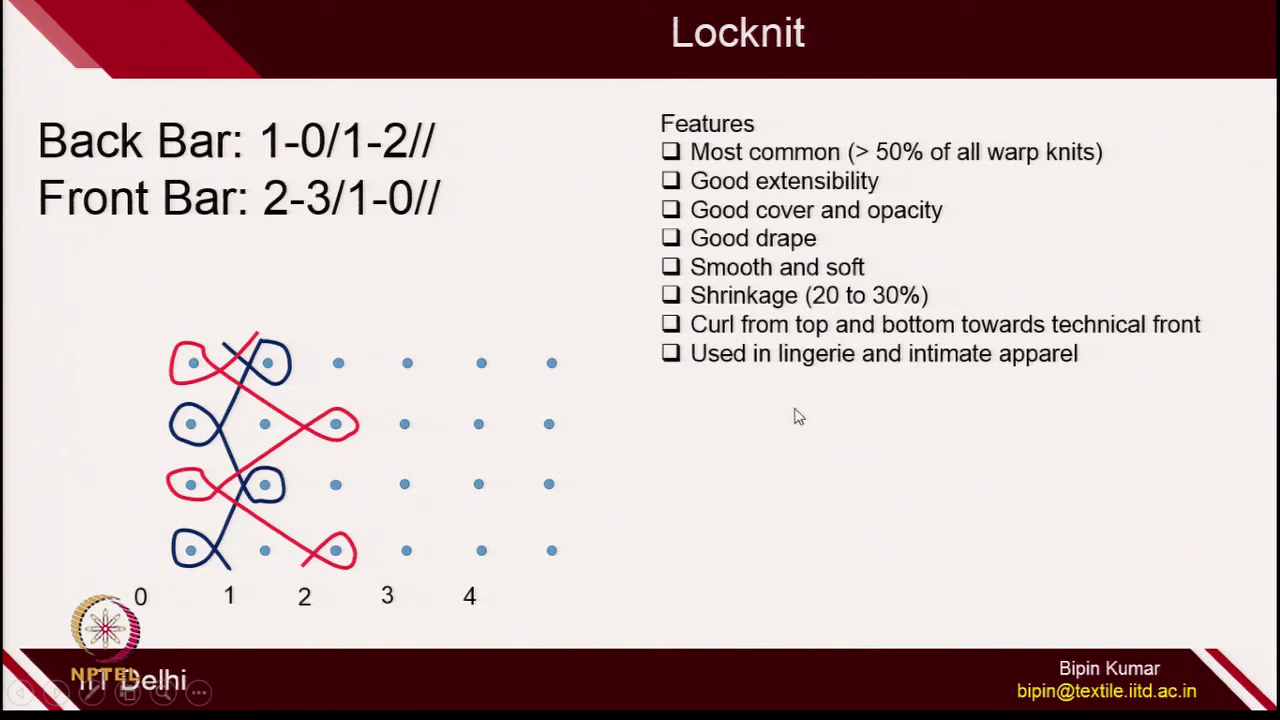 Locknit
Back Bar: 1-0/1-2//
Front Bar: 2-3/1-0//
Features
❑ Most common (> 50% of all warp knits)
❑ Good extensibility
❑ Good cover and opacity
❑ Good drape
❑ Smooth and soft
❑ Shrinkage (20 to 30%)
❑ Curl from top and bottom towards technical front
❑ Used in lingerie and intimate apparel
0 1 2 3 4
NPTEL
IIT Delhi
Bipin Kumar
bipin@textile.iitd.ac.in